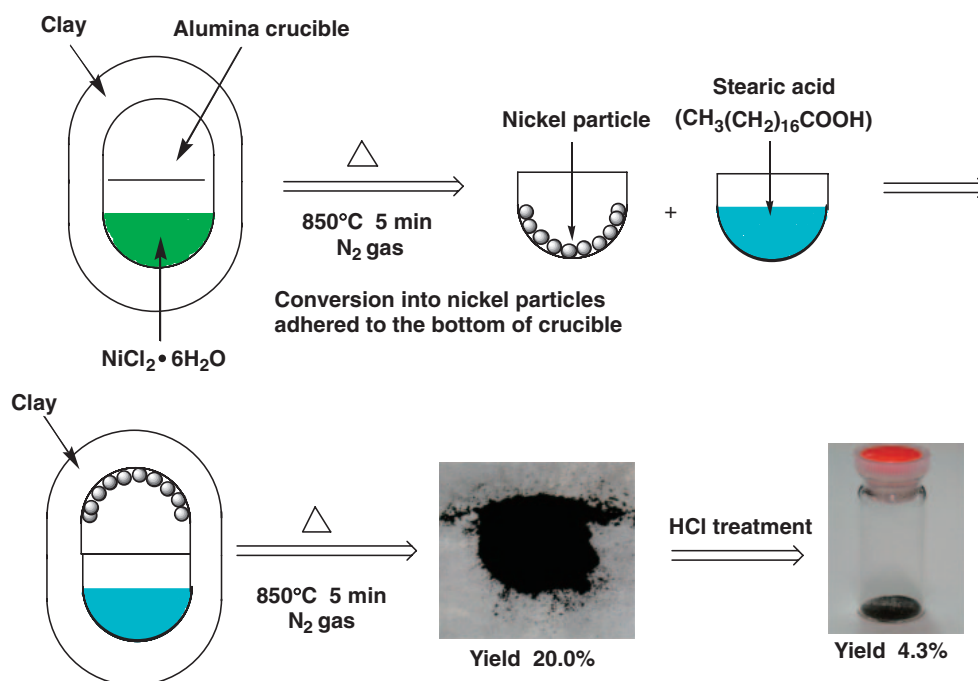 Clay
Alumina crucible
Stearic acid
Nickel particle
(CH3(CH2)16COOH)
850°C 5 min
N2 gas
+
Conversion into nickel particles
adhered to the bottom of crucible
NiCl2 • 6H2O
Clay
850°C 5 min
N2 gas
HCl treatment
Yield 20.0%
Yield 4.3%